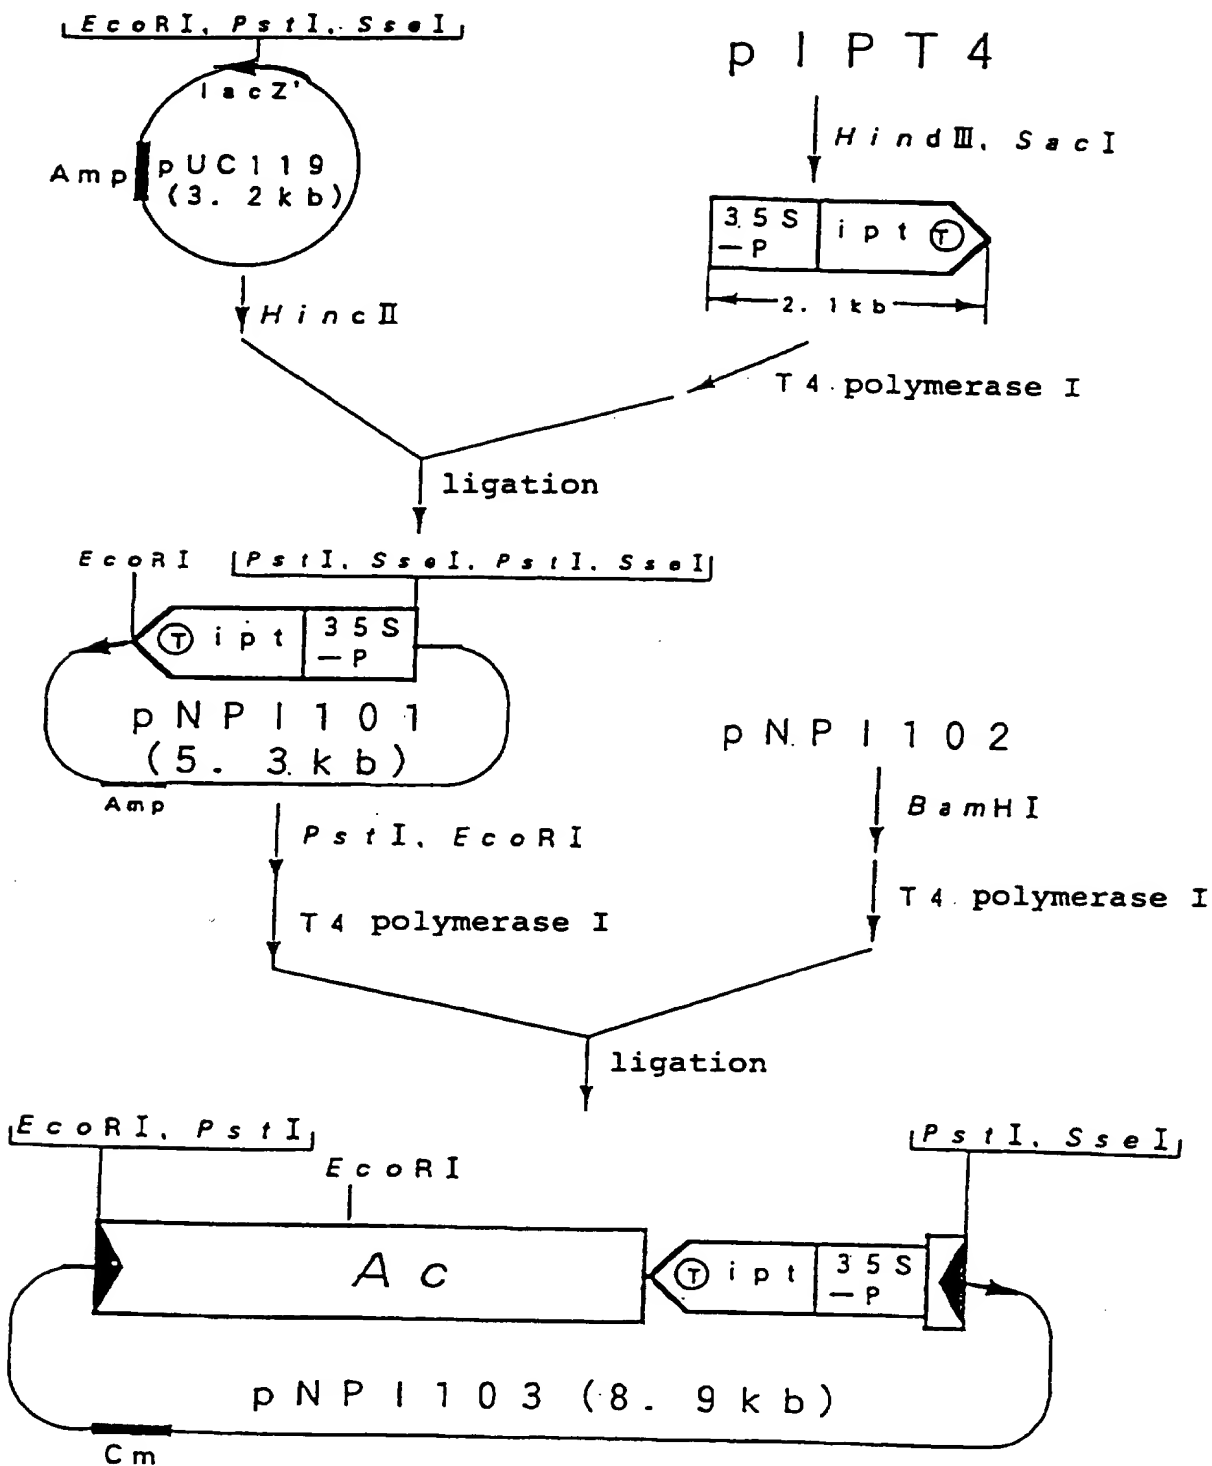 EcoRI, PstI, SseI
lacZ'
Amp
pUC119
(3. 2kb)
HincⅡ
pIPT4
HindⅢ, SacI
35S
—P
ipt T
2. 1kb
T4 polymerase I
ligation
EcoRI
PstI, SseI, PstI, SseI
T ipt
35S
—P
pNPI101
(5. 3kb)
Amp
PstI, EcoRI
T4 polymerase I
pNPI102
BamHI
T4 polymerase I
ligation
EcoRI, PstI
EcoRI
PstI, SseI
Ac
T ipt
35S
—P
pNPI103(8. 9kb)
Cm